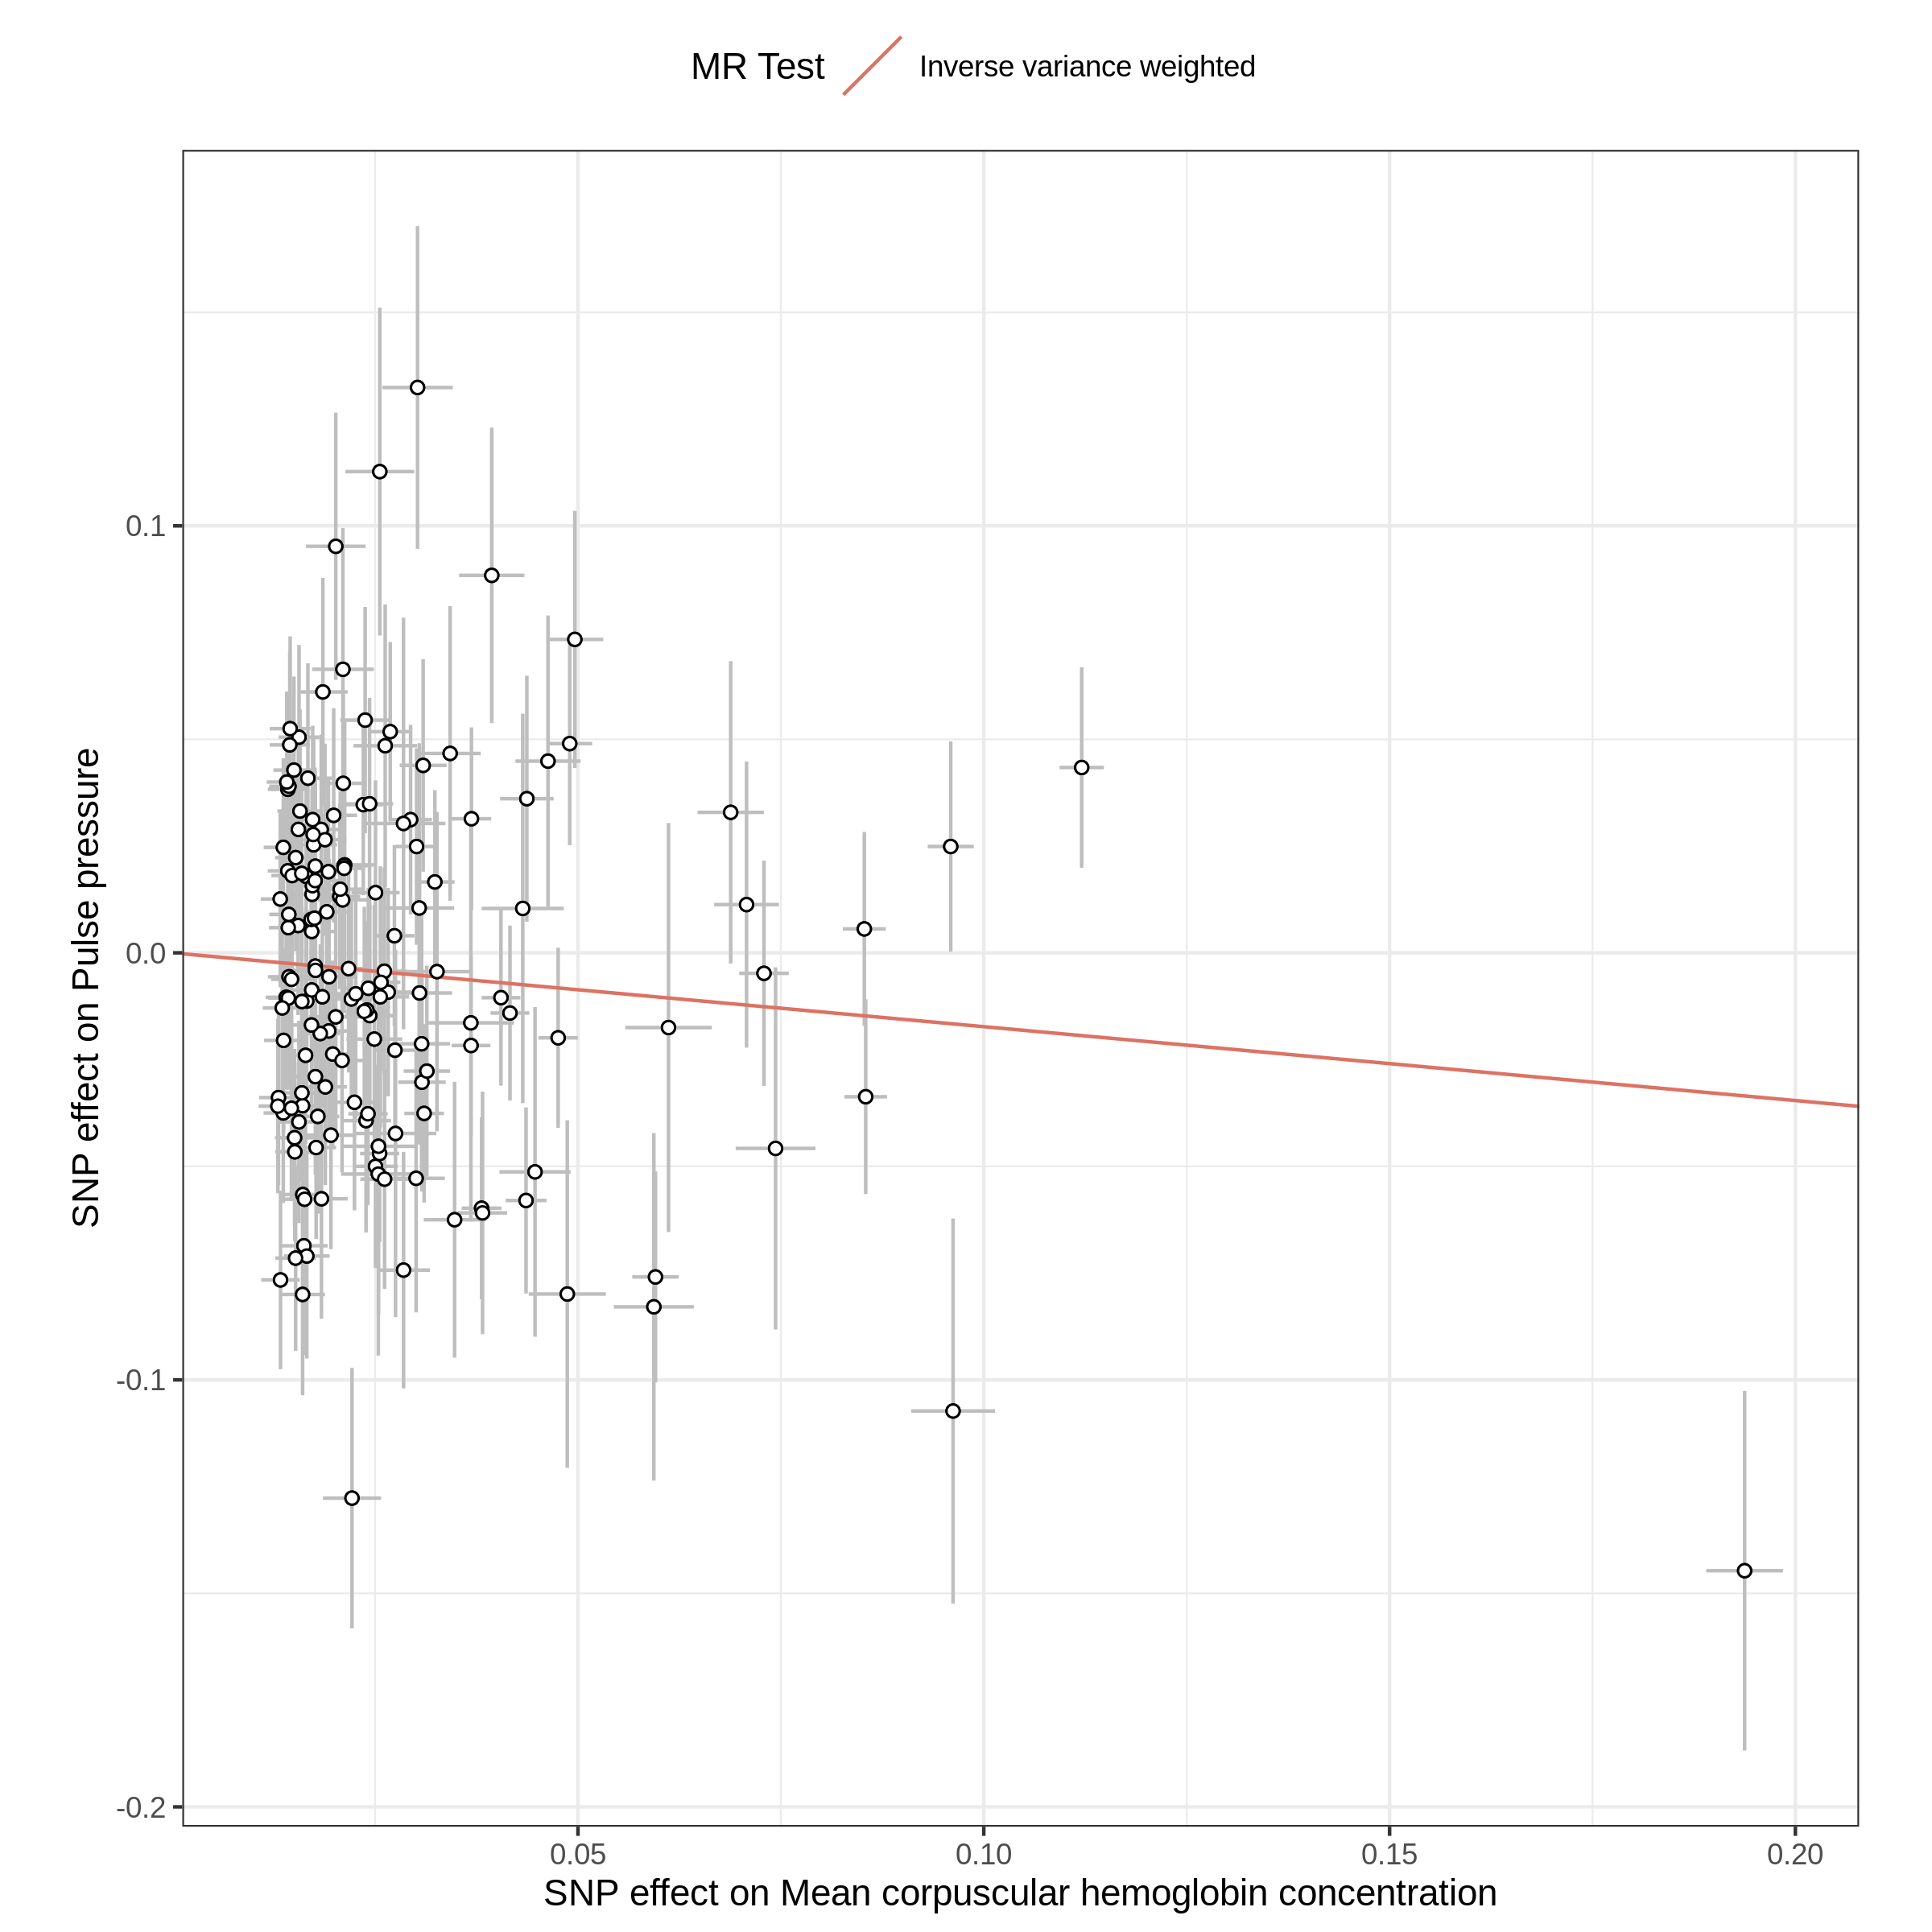 MR Test
Inverse variance weighted
SNP effect on Pulse pressure
0.1
0.0
-0.1
-0.2
0.05
0.10
0.15
0.20
SNP effect on Mean corpuscular hemoglobin concentration